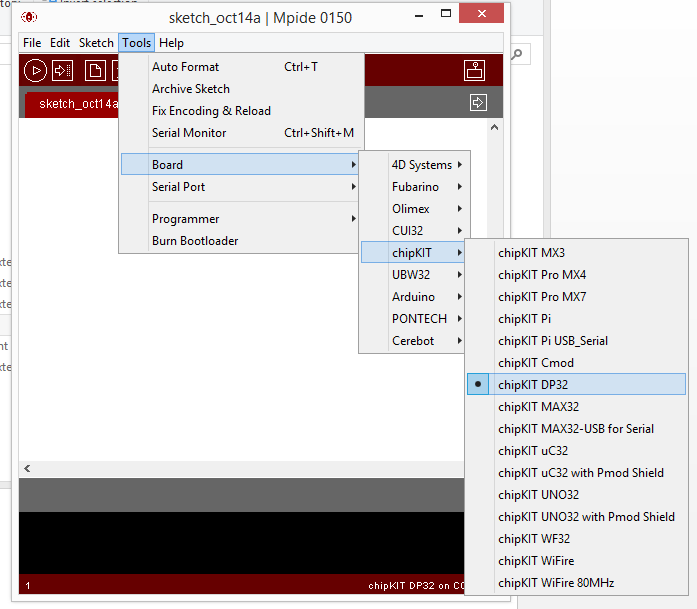 sketch_oct14a | Mpide 0150
File Edit Sketch Tools Help
sketch_oct14a
Auto Format Ctrl+T
Archive Sketch
Fix Encoding & Reload
Serial Monitor Ctrl+Shift+M
Board
Serial Port
Programmer
Burn Bootloader
4D Systems
Fubarino
Olimex
CUI32
chipKIT
UBW32
Arduino
PONTECH
Cerebot
chipKIT MX3
chipKIT Pro MX4
chipKIT Pro MX7
chipKIT Pi
chipKIT Pi USB_Serial
chipKIT Cmod
chipKIT DP32
chipKIT MAX32
chipKIT MAX32-USB for Serial
chipKIT uC32
chipKIT uC32 with Pmod Shield
chipKIT UNO32
chipKIT UNO32 with Pmod Shield
chipKIT WF32
chipKIT WiFire
chipKIT WiFire 80MHz
1 chipKIT DP32 on